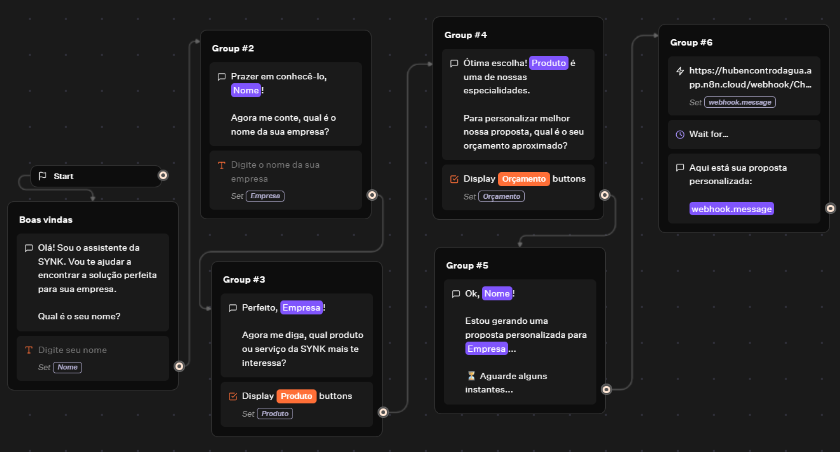 Start
Boas vindas
Olá! Sou o assistente da
SYNK. Vou te ajudar a
encontrar a solução perfeita
para sua empresa.
Qual é o seu nome?
Digite seu nome
Set Nome
Group #2
Prazer em conhecê-lo,
Nome!
Agora me conte, qual é o
nome da sua empresa?
Digite o nome da sua
empresa
Set Empresa
Group #3
Perfeito, Empresa!
Agora me diga, qual produto
ou serviço da SYNK mais te
interessa?
Display Produto buttons
Set Produto
Group #4
Ótima escolha! Produto é
uma de nossas
especialidades.
Para personalizar melhor
nossa proposta, qual é o seu
orçamento aproximado?
Display Orçamento buttons
Set Orçamento
Group #5
Ok, Nome!
Estou gerando uma
proposta personalizada para
Empresa...
⏳ Aguarde alguns
instantes...
Group #6
https://hubencontrodagua.a
pp.n8n.cloud/webhook/Ch...
Set webhook.message
Wait for...
Aqui está sua proposta
personalizada:
webhook.message